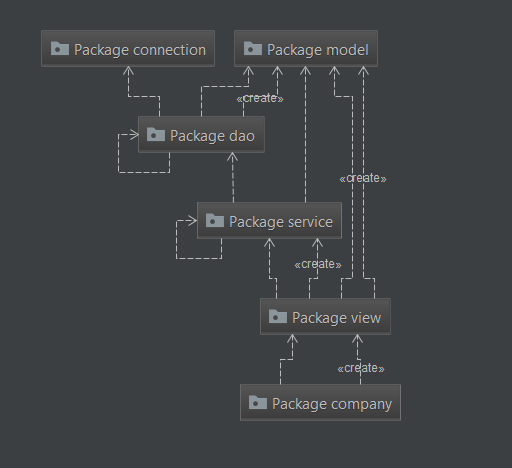 Package connection
Package model
«create»
Package dao
«create»
Package service
«create»
Package view
«create»
Package company